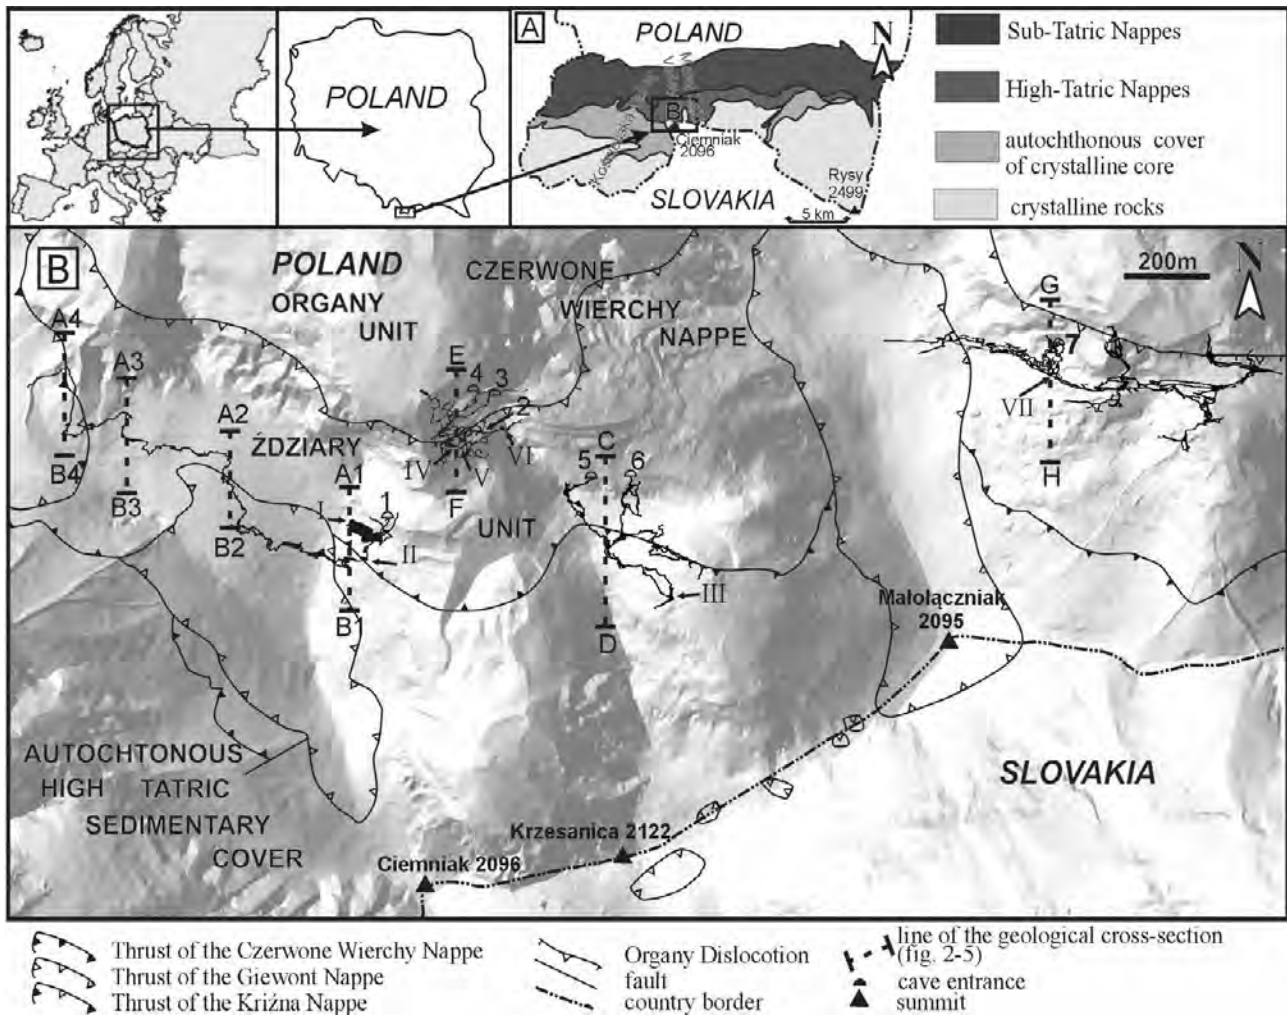 POLAND
A
POLAND
N
B
Ciemniak
2096
SLOVAKIA
Rysy
2499
5 km
Sub-Tatric Nappes
High-Tatric Nappes
autochthonous cover
of crystalline core
crystalline rocks
B
POLAND
ORGANY
UNIT
CZERWONE
WIERCHY
NAPPE
200m
N
G
A4
A3
E
4
3
7
A2
2
VII
ŹDZIARY
C
A1
IV
V
VI
5
6
H
B4
B3
F
I
1
UNIT
B2
II
III
B1
D
Małołączniak
2095
AUTOCHTONOUS
HIGH TATRIC
SEDIMENTARY
COVER
SLOVAKIA
Krzesanica 2122
Ciemniak 2096
Thrust of the Czerwone Wierchy Nappe
Thrust of the Giewont Nappe
Thrust of the Kriźna Nappe
Organy Dislocotion
fault
country border
line of the geological cross-section
(fig. 2-5)
cave entrance
summit